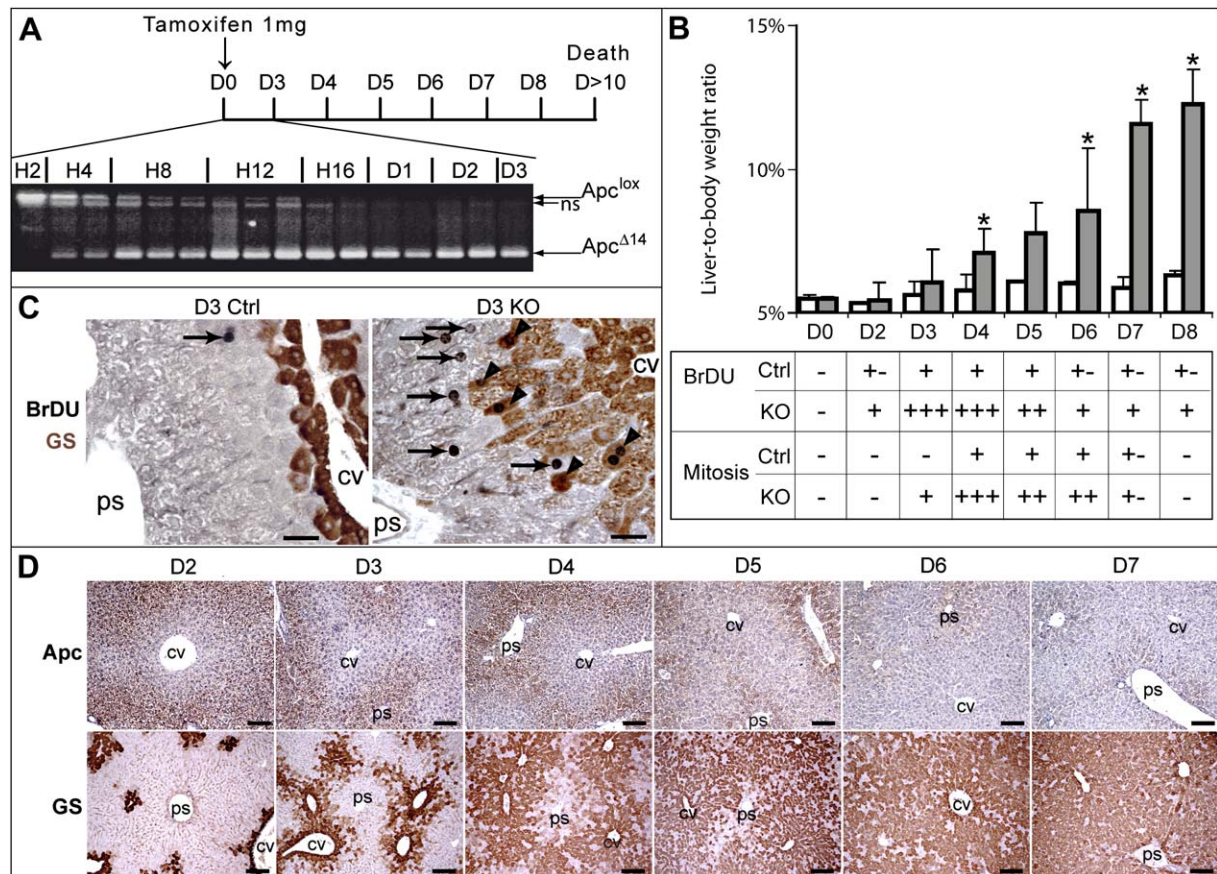 A
Tamoxifen 1mg
Death
D0 D3 D4 D5 D6 D7 D8 D>10
H2 H4 H8 H12 H16 D1 D2 D3
Apc^lox
ns
Apc^Δ14
B
Liver-to-body weight ratio
15%
10%
5%
* * * *
D0 D2 D3 D4 D5 D6 D7 D8
BrDU Ctrl - +- + + + +- +- +-
KO - + +++ +++ ++ + + +
Mitosis Ctrl - - - + + + +- -
KO - - + +++ ++ ++ +- -
C
D3 Ctrl D3 KO
BrDU
GS
ps cv ps cv
D
D2 D3 D4 D5 D6 D7
Apc
cv cv ps ps cv cv ps ps cv cv ps
GS
ps cv ps cv ps cv cv ps cv ps